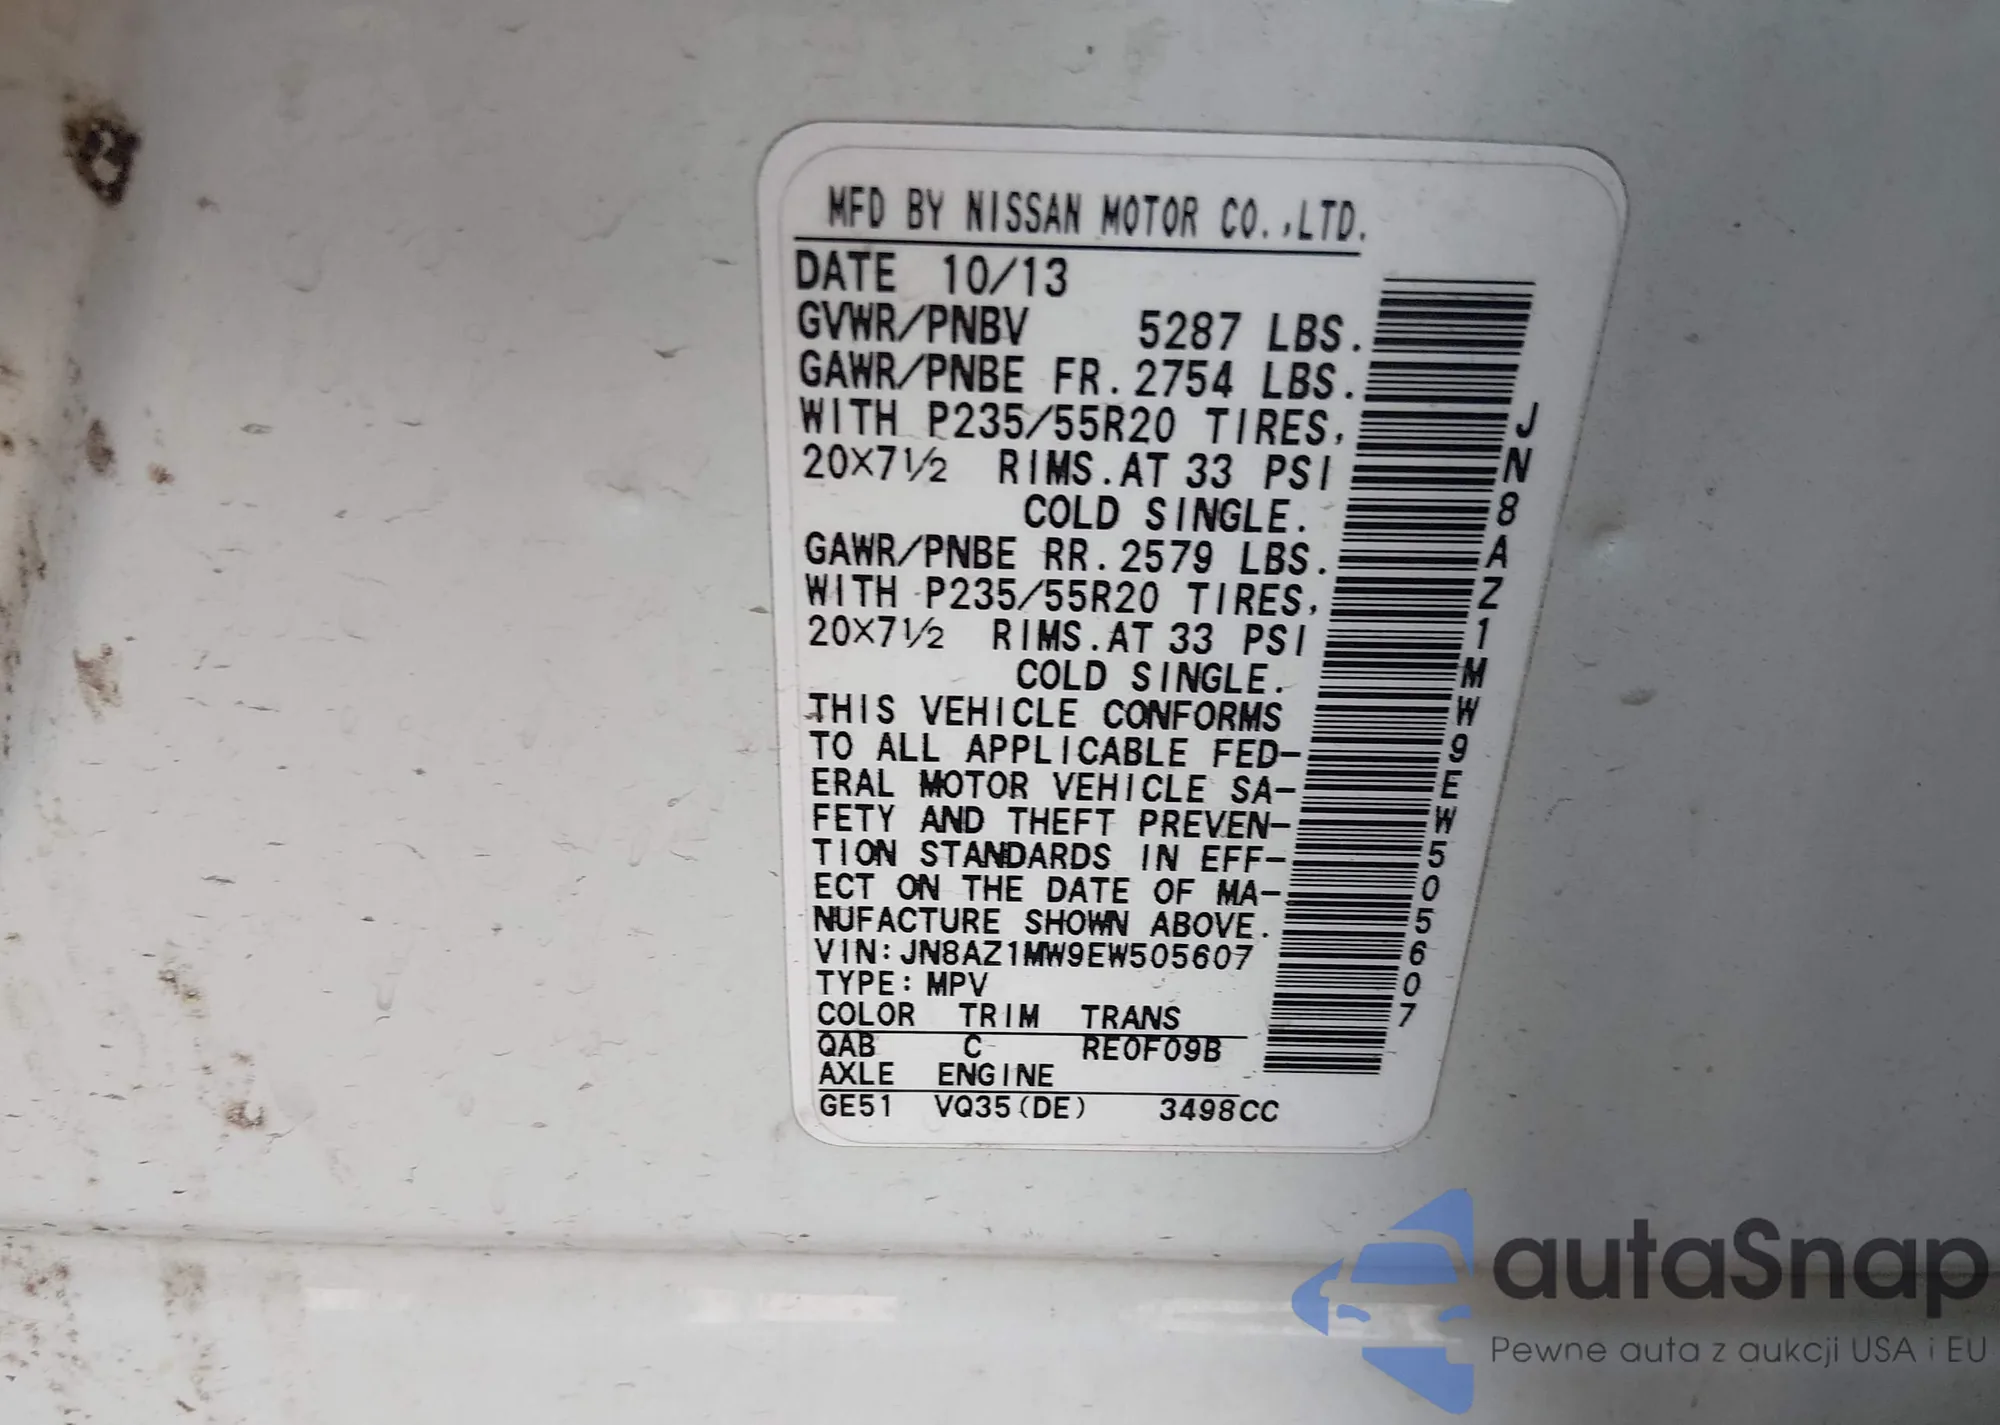 MFD BY NISSAN MOTOR CO.,LTD.
DATE 10/13
GVWR/PNBV 5287 LBS.
GAWR/PNBE FR. 2754 LBS.
WITH P235/55R20 TIRES,
20×7½ RIMS. AT 33 PSI
COLD SINGLE.
GAWR/PNBE RR. 2579 LBS.
WITH P235/55R20 TIRES,
20×7½ RIMS. AT 33 PSI
COLD SINGLE.
THIS VEHICLE CONFORMS
TO ALL APPLICABLE FED-
ERAL MOTOR VEHICLE SA-
FETY AND THEFT PREVEN-
TION STANDARDS IN EFF-
ECT ON THE DATE OF MA-
NUFACTURE SHOWN ABOVE.
VIN: JN8AZ1MW9EW505607
TYPE: MPV
COLOR TRIM TRANS
QAB C RE0F09B
AXLE ENGINE
GE51 VQ35(DE) 3498CC
JN8AZ1MW9EW505607
autaSnap
Pewne auta z aukcji USA i EU